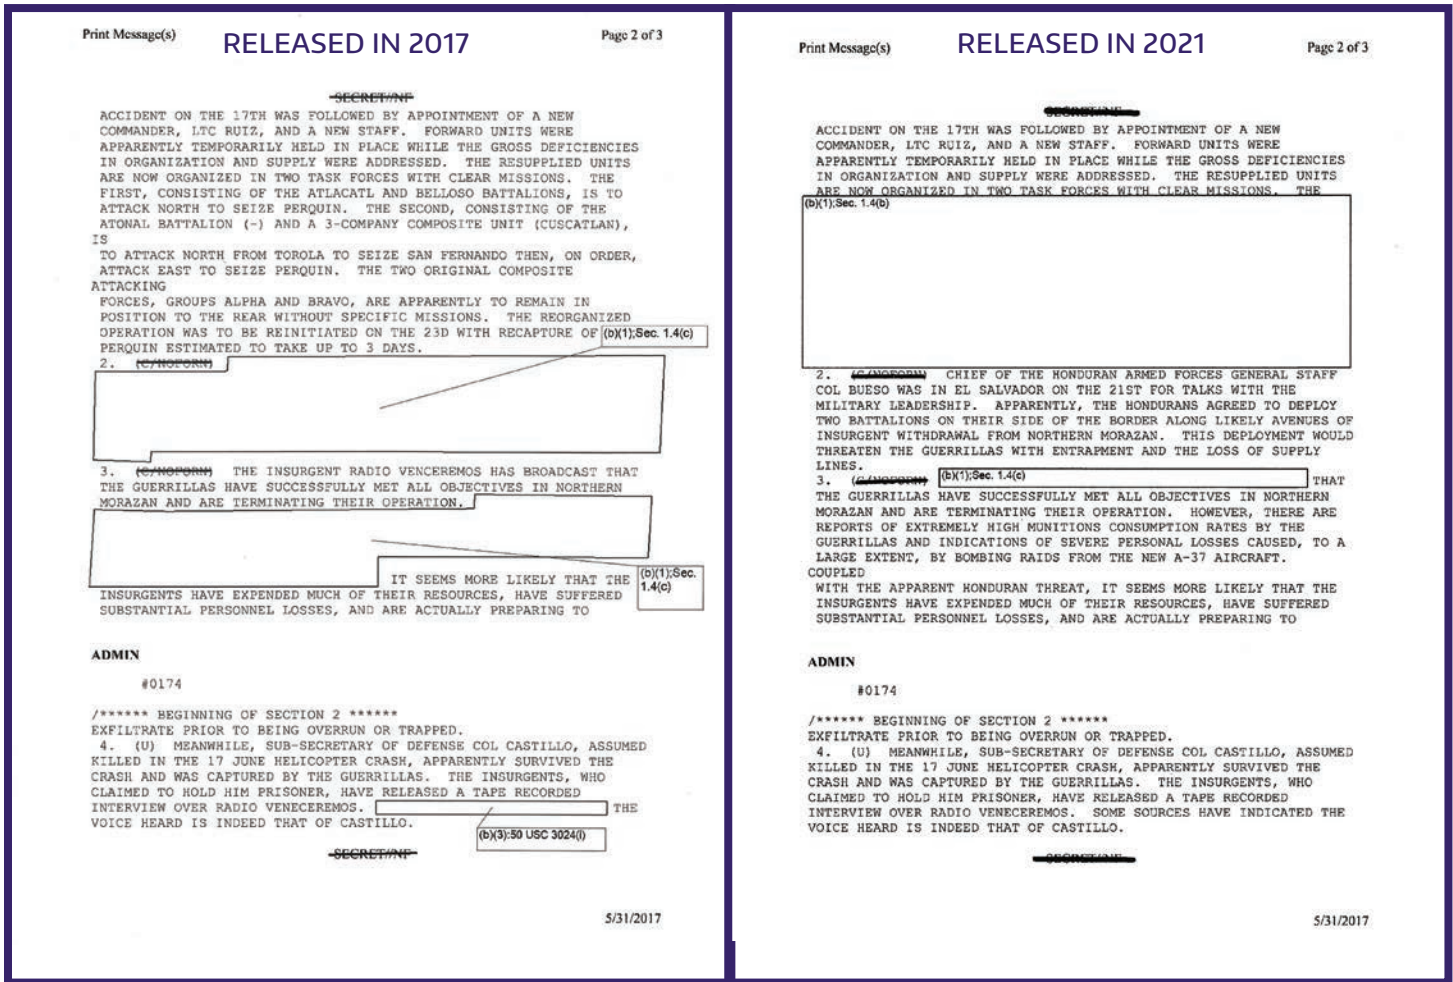 Print Message(s)
RELEASED IN 2017
Page 2 of 3
SECRET//NF
ACCIDENT ON THE 17TH WAS FOLLOWED BY APPOINTMENT OF A NEW
COMMANDER, LTC RUIZ, AND A NEW STAFF. FORWARD UNITS WERE
APPARENTLY TEMPORARILY HELD IN PLACE WHILE THE GROSS DEFICIENCIES
IN ORGANIZATION AND SUPPLY WERE ADDRESSED. THE RESUPPLIED UNITS
ARE NOW ORGANIZED IN TWO TASK FORCES WITH CLEAR MISSIONS. THE
FIRST, CONSISTING OF THE ATLACATL AND BELLOSO BATTALIONS, IS TO
ATTACK NORTH TO SEIZE PERQUIN. THE SECOND, CONSISTING OF THE
ATONAL BATTALION (-) AND A 3-COMPANY COMPOSITE UNIT (CUSCATLAN),
IS
TO ATTACK NORTH FROM TOROLA TO SEIZE SAN FERNANDO THEN, ON ORDER,
ATTACK EAST TO SEIZE PERQUIN. THE TWO ORIGINAL COMPOSITE
ATTACKING
FORCES, GROUPS ALPHA AND BRAVO, ARE APPARENTLY TO REMAIN IN
POSITION TO THE REAR WITHOUT SPECIFIC MISSIONS. THE REORGANIZED
OPERATION WAS TO BE REINITIATED ON THE 23D WITH RECAPTURE OF
(b)(1);Sec. 1.4(c)
PERQUIN ESTIMATED TO TAKE UP TO 3 DAYS.
2. (C/NOFORN)
3. (C/NOFORN) THE INSURGENT RADIO VENCEREMOS HAS BROADCAST THAT
THE GUERRILLAS HAVE SUCCESSFULLY MET ALL OBJECTIVES IN NORTHERN
MORAZAN AND ARE TERMINATING THEIR OPERATION.
(b)(1);Sec.
1.4(c)
IT SEEMS MORE LIKELY THAT THE
INSURGENTS HAVE EXPENDED MUCH OF THEIR RESOURCES, HAVE SUFFERED
SUBSTANTIAL PERSONNEL LOSSES, AND ARE ACTUALLY PREPARING TO
ADMIN
#0174
/****** BEGINNING OF SECTION 2 ******
EXFILTRATE PRIOR TO BEING OVERRUN OR TRAPPED.
4. (U) MEANWHILE, SUB-SECRETARY OF DEFENSE COL CASTILLO, ASSUMED
KILLED IN THE 17 JUNE HELICOPTER CRASH, APPARENTLY SURVIVED THE
CRASH AND WAS CAPTURED BY THE GUERRILLAS. THE INSURGENTS, WHO
CLAIMED TO HOLD HIM PRISONER, HAVE RELEASED A TAPE RECORDED
INTERVIEW OVER RADIO VENECEREMOS. THE
VOICE HEARD IS INDEED THAT OF CASTILLO.
(b)(3):50 USC 3024(i)
SECRET//NF
5/31/2017
Print Message(s)
RELEASED IN 2021
Page 2 of 3
SECRET//NF
ACCIDENT ON THE 17TH WAS FOLLOWED BY APPOINTMENT OF A NEW
COMMANDER, LTC RUIZ, AND A NEW STAFF. FORWARD UNITS WERE
APPARENTLY TEMPORARILY HELD IN PLACE WHILE THE GROSS DEFICIENCIES
IN ORGANIZATION AND SUPPLY WERE ADDRESSED. THE RESUPPLIED UNITS
ARE NOW ORGANIZED IN TWO TASK FORCES WITH CLEAR MISSIONS. THE
(b)(1);Sec. 1.4(b)
2. (C/NOFORN) CHIEF OF THE HONDURAN ARMED FORCES GENERAL STAFF
COL BUESO WAS IN EL SALVADOR ON THE 21ST FOR TALKS WITH THE
MILITARY LEADERSHIP. APPARENTLY, THE HONDURANS AGREED TO DEPLOY
TWO BATTALIONS ON THEIR SIDE OF THE BORDER ALONG LIKELY AVENUES OF
INSURGENT WITHDRAWAL FROM NORTHERN MORAZAN. THIS DEPLOYMENT WOULD
THREATEN THE GUERRILLAS WITH ENTRAPMENT AND THE LOSS OF SUPPLY
LINES.
3. (C/NOFORN) (b)(1);Sec. 1.4(c) THAT
THE GUERRILLAS HAVE SUCCESSFULLY MET ALL OBJECTIVES IN NORTHERN
MORAZAN AND ARE TERMINATING THEIR OPERATION. HOWEVER, THERE ARE
REPORTS OF EXTREMELY HIGH MUNITIONS CONSUMPTION RATES BY THE
GUERRILLAS AND INDICATIONS OF SEVERE PERSONAL LOSSES CAUSED, TO A
LARGE EXTENT, BY BOMBING RAIDS FROM THE NEW A-37 AIRCRAFT.
COUPLED
WITH THE APPARENT HONDURAN THREAT, IT SEEMS MORE LIKELY THAT THE
INSURGENTS HAVE EXPENDED MUCH OF THEIR RESOURCES, HAVE SUFFERED
SUBSTANTIAL PERSONNEL LOSSES, AND ARE ACTUALLY PREPARING TO
ADMIN
#0174
/****** BEGINNING OF SECTION 2 ******
EXFILTRATE PRIOR TO BEING OVERRUN OR TRAPPED.
4. (U) MEANWHILE, SUB-SECRETARY OF DEFENSE COL CASTILLO, ASSUMED
KILLED IN THE 17 JUNE HELICOPTER CRASH, APPARENTLY SURVIVED THE
CRASH AND WAS CAPTURED BY THE GUERRILLAS. THE INSURGENTS, WHO
CLAIMED TO HOLD HIM PRISONER, HAVE RELEASED A TAPE RECORDED
INTERVIEW OVER RADIO VENECEREMOS. SOME SOURCES HAVE INDICATED THE
VOICE HEARD IS INDEED THAT OF CASTILLO.
SECRET//NF
5/31/2017